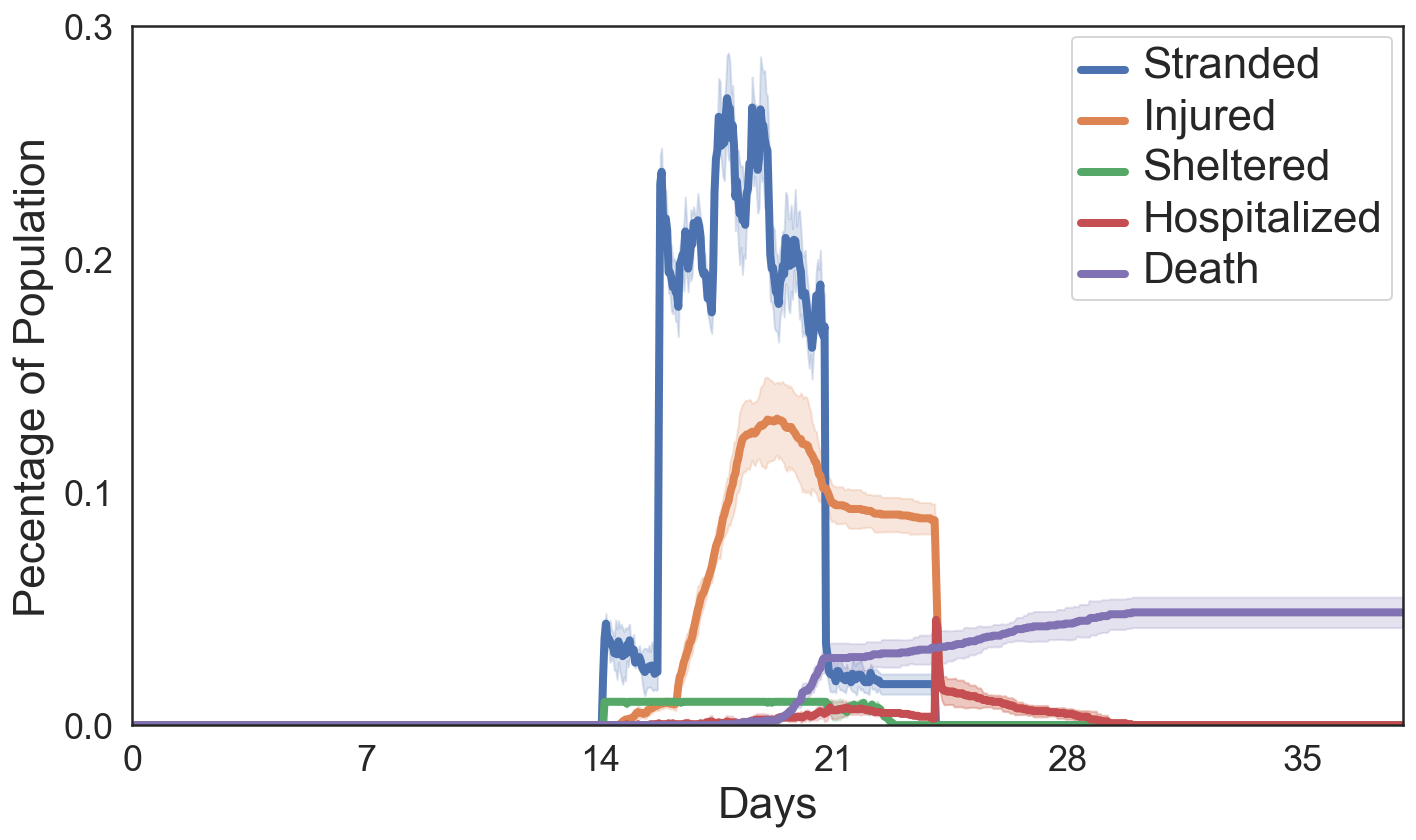 0.3
0.2
0.1
0.0
Pecentage of Population
0
7
14
21
28
35
Days
Stranded
Injured
Sheltered
Hospitalized
Death